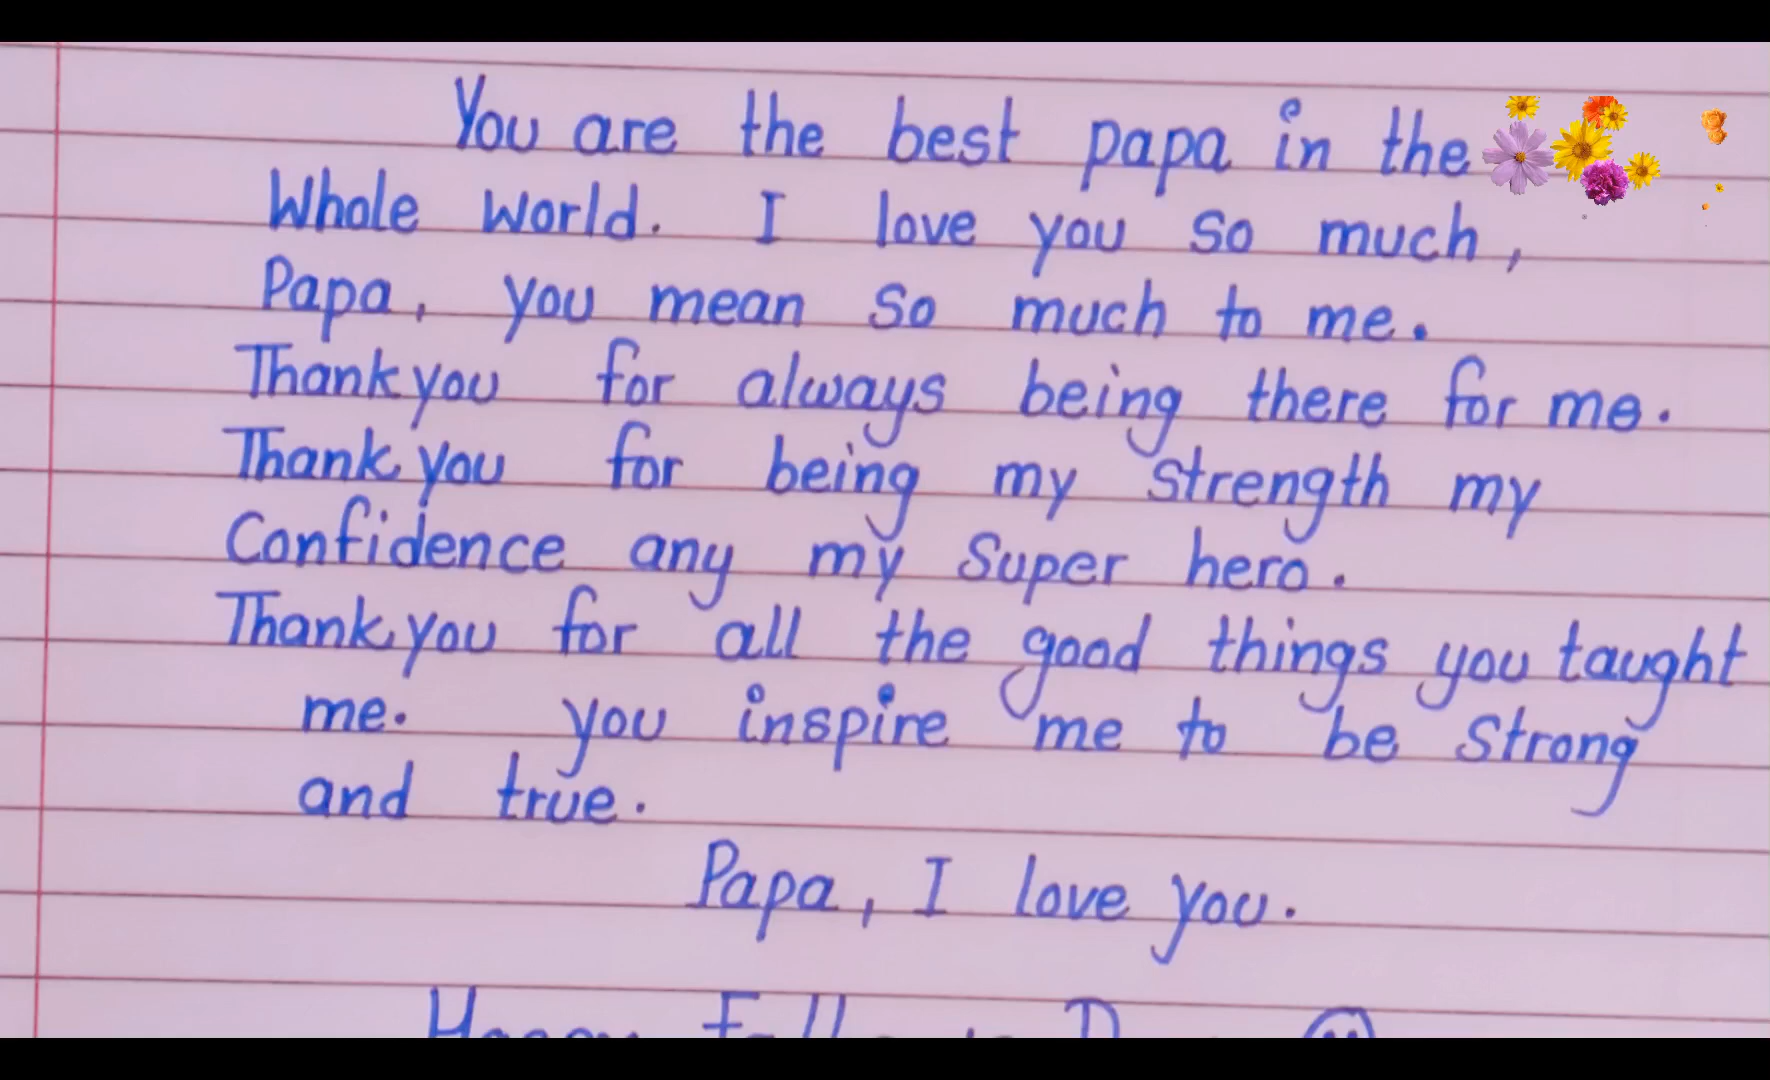 You are the best papa in the
Whole world. I love you so much,
Papa, you mean so much to me.
Thank you for always being there for me.
Thank you for being my strength my
Confidence any my Super hero.
Thank you for all the good things you taught
me. you inspire me to be strong
and true.
Papa, I love you.
Happy